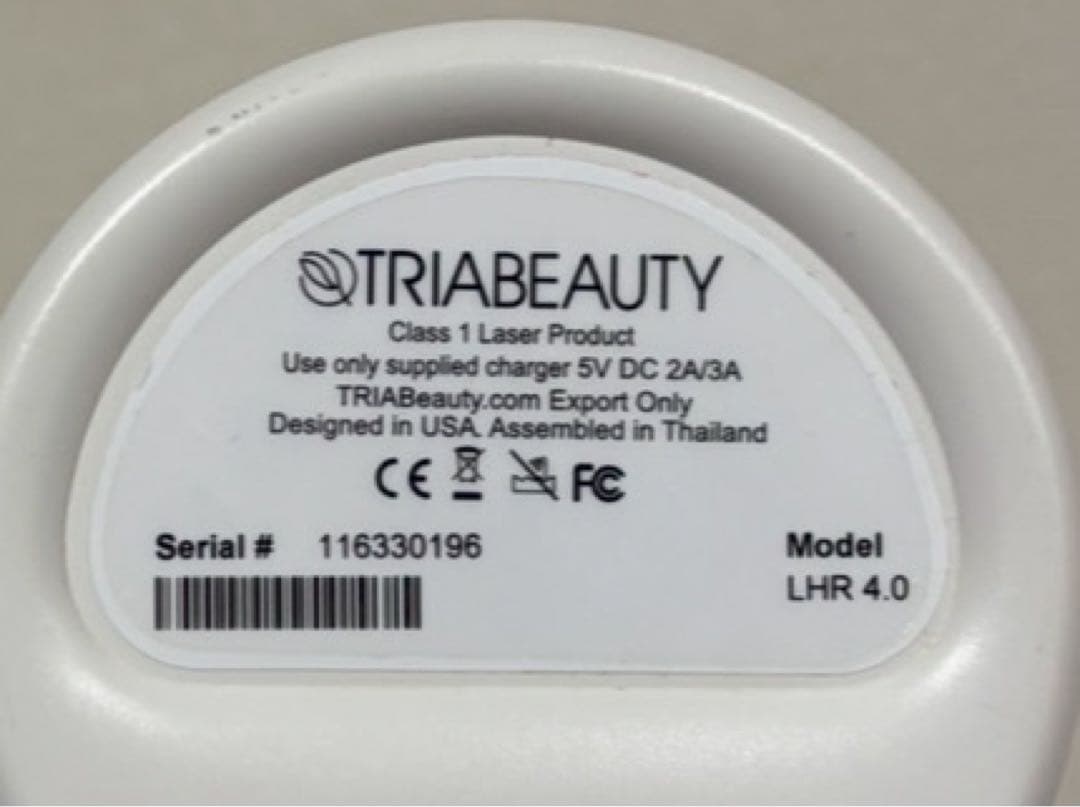 TRIABEAUTY
Class 1 Laser Product
Use only supplied charger 5V DC 2A/3A
TRIABeauty.com Export Only
Designed in USA. Assembled in Thailand
CE FC
Serial # 116330196
Model
LHR 4.0